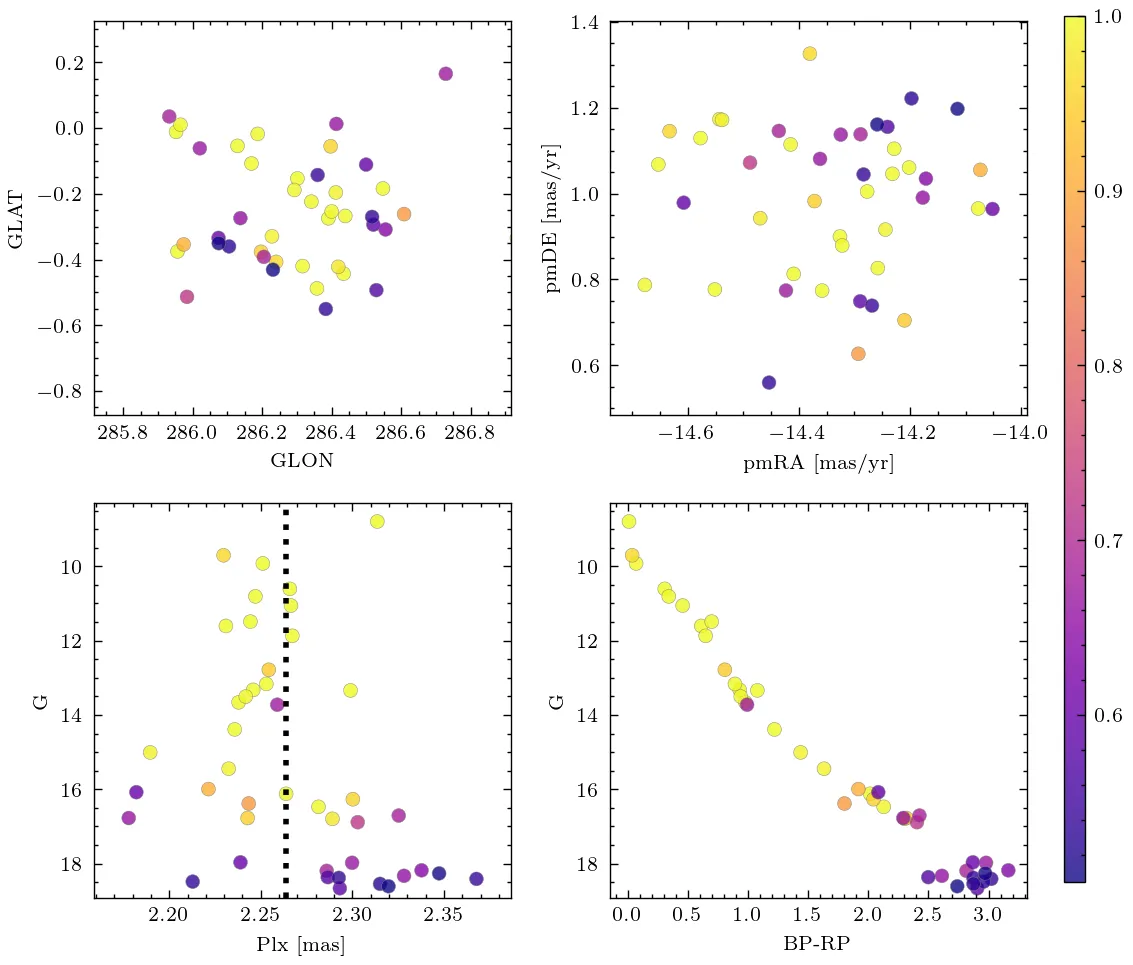 0.2
0.0
−0.2
−0.4
−0.6
−0.8
GLAT
285.8 286.0 286.2 286.4 286.6 286.8
GLON
1.4
1.2
1.0
0.8
0.6
pmDE [mas/yr]
−14.6 −14.4 −14.2 −14.0
pmRA [mas/yr]
1.0
0.9
0.8
0.7
0.6
10
12
14
16
18
G
2.20 2.25 2.30 2.35
Plx [mas]
10
12
14
16
18
G
0.0 0.5 1.0 1.5 2.0 2.5 3.0
BP-RP